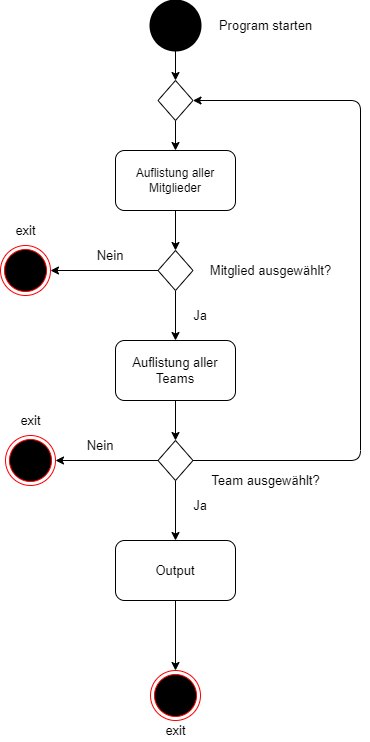 Program starten
Auflistung aller
Mitglieder
exit
Nein
Mitglied ausgewählt?
Ja
Auflistung aller
Teams
exit
Nein
Team ausgewählt?
Ja
Output
exit